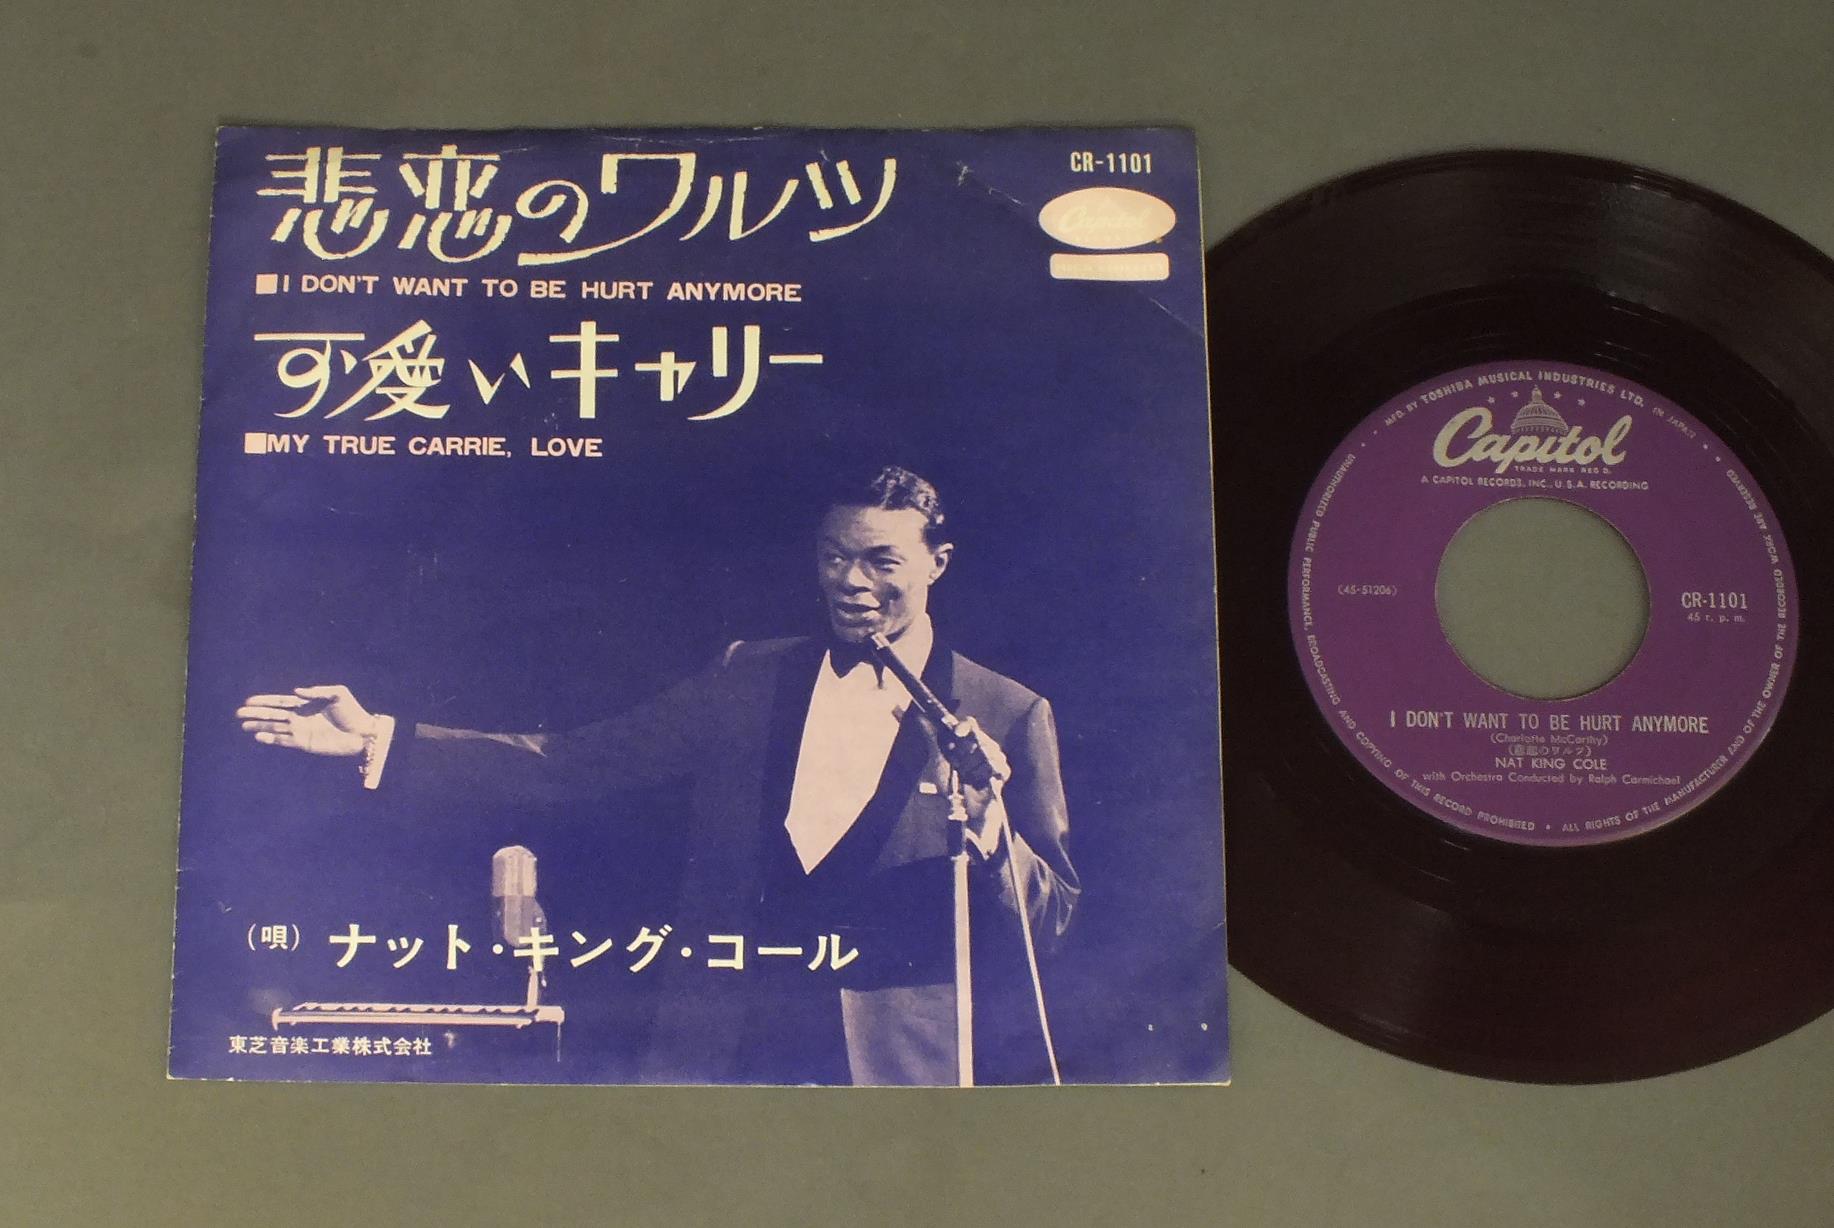 悲恋のワルツ
CR-1101
Capitol
■I DON'T WANT TO BE HURT ANYMORE
可愛いキャリー
■MY TRUE CARRIE, LOVE
(唄) ナット・キング・コール
東芝音楽工業株式会社
MFD. BY TOSHIBA MUSICAL INDUSTRIES LTD. IN JAPAN
Capitol
TRADE MARK REG'D.
A CAPITOL RECORDS, INC., U.S.A. RECORDING
(45-51206)
CR-1101
45 r. p. m.
I DON'T WANT TO BE HURT ANYMORE
(Charlotte McCarthy)
(悲恋のワルツ)
NAT KING COLE
with Orchestra Conducted by Ralph Carmichael
UNAUTHORIZED PUBLIC PERFORMANCE, BROADCASTING AND COPYING OF THIS RECORD PROHIBITED • ALL RIGHTS OF THE MANUFACTURER AND OF THE OWNER OF THE RECORDED WORK ARE RESERVED